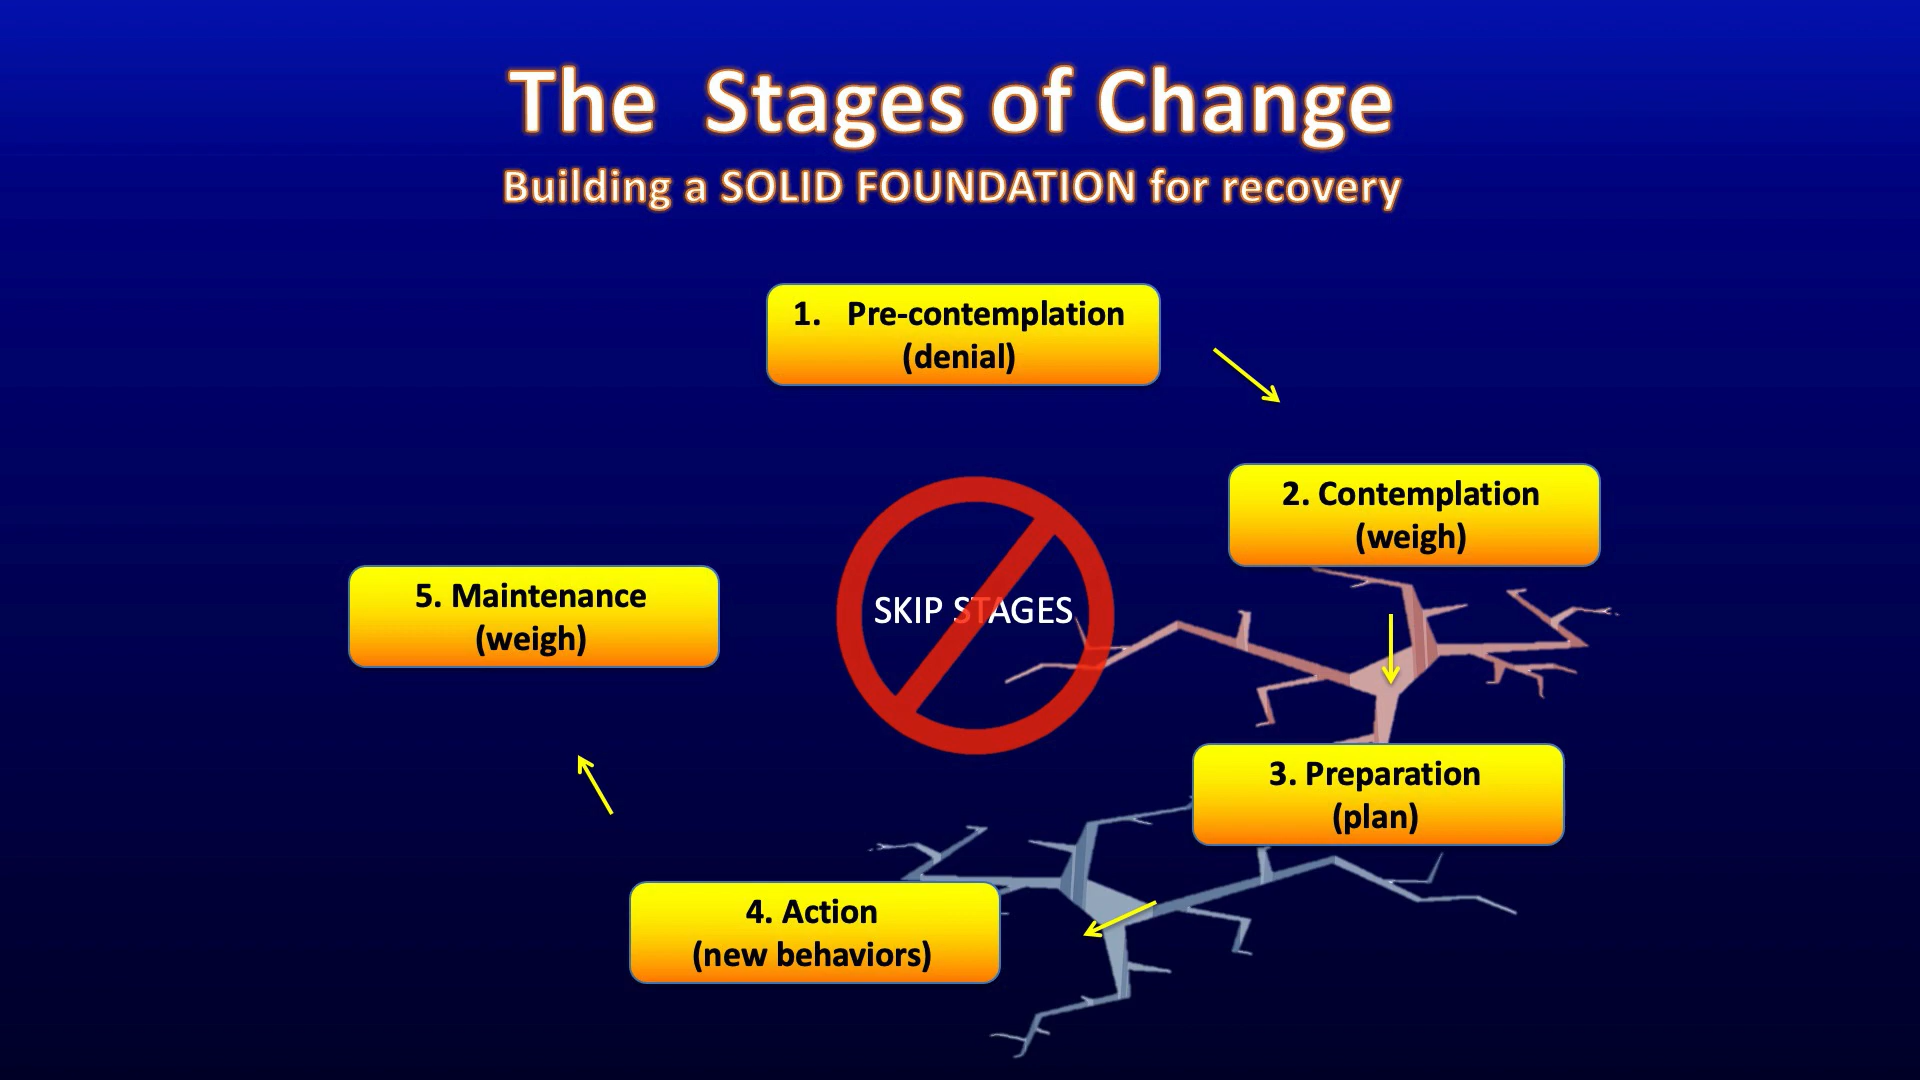 The Stages of Change
Building a SOLID FOUNDATION for recovery
1. Pre-contemplation
(denial)
2. Contemplation
(weigh)
SKIP STAGES
5. Maintenance
(weigh)
3. Preparation
(plan)
4. Action
(new behaviors)